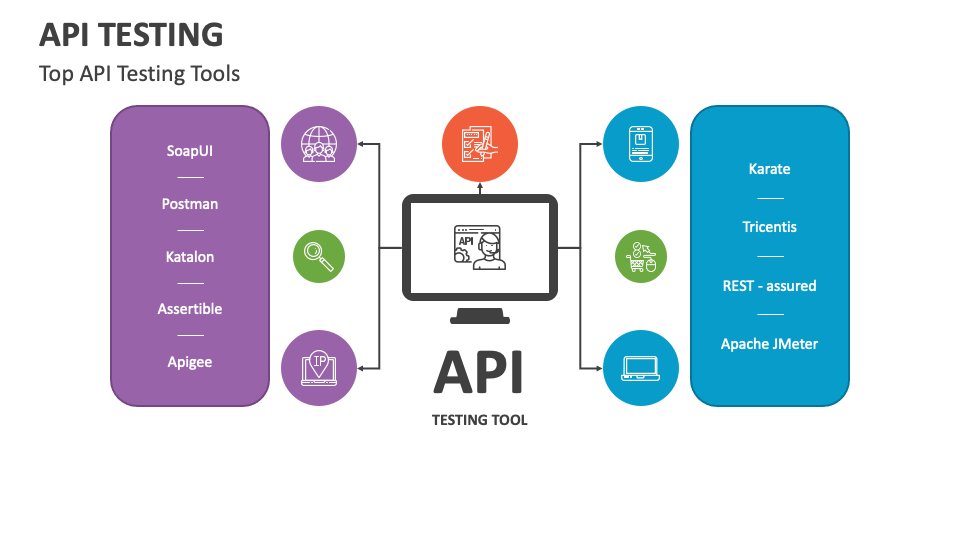 API TESTING
Top API Testing Tools
SoapUI
Postman
Katalon
Assertible
Apigee
IP
API
API
TESTING TOOL
Karate
Tricentis
REST - assured
Apache JMeter